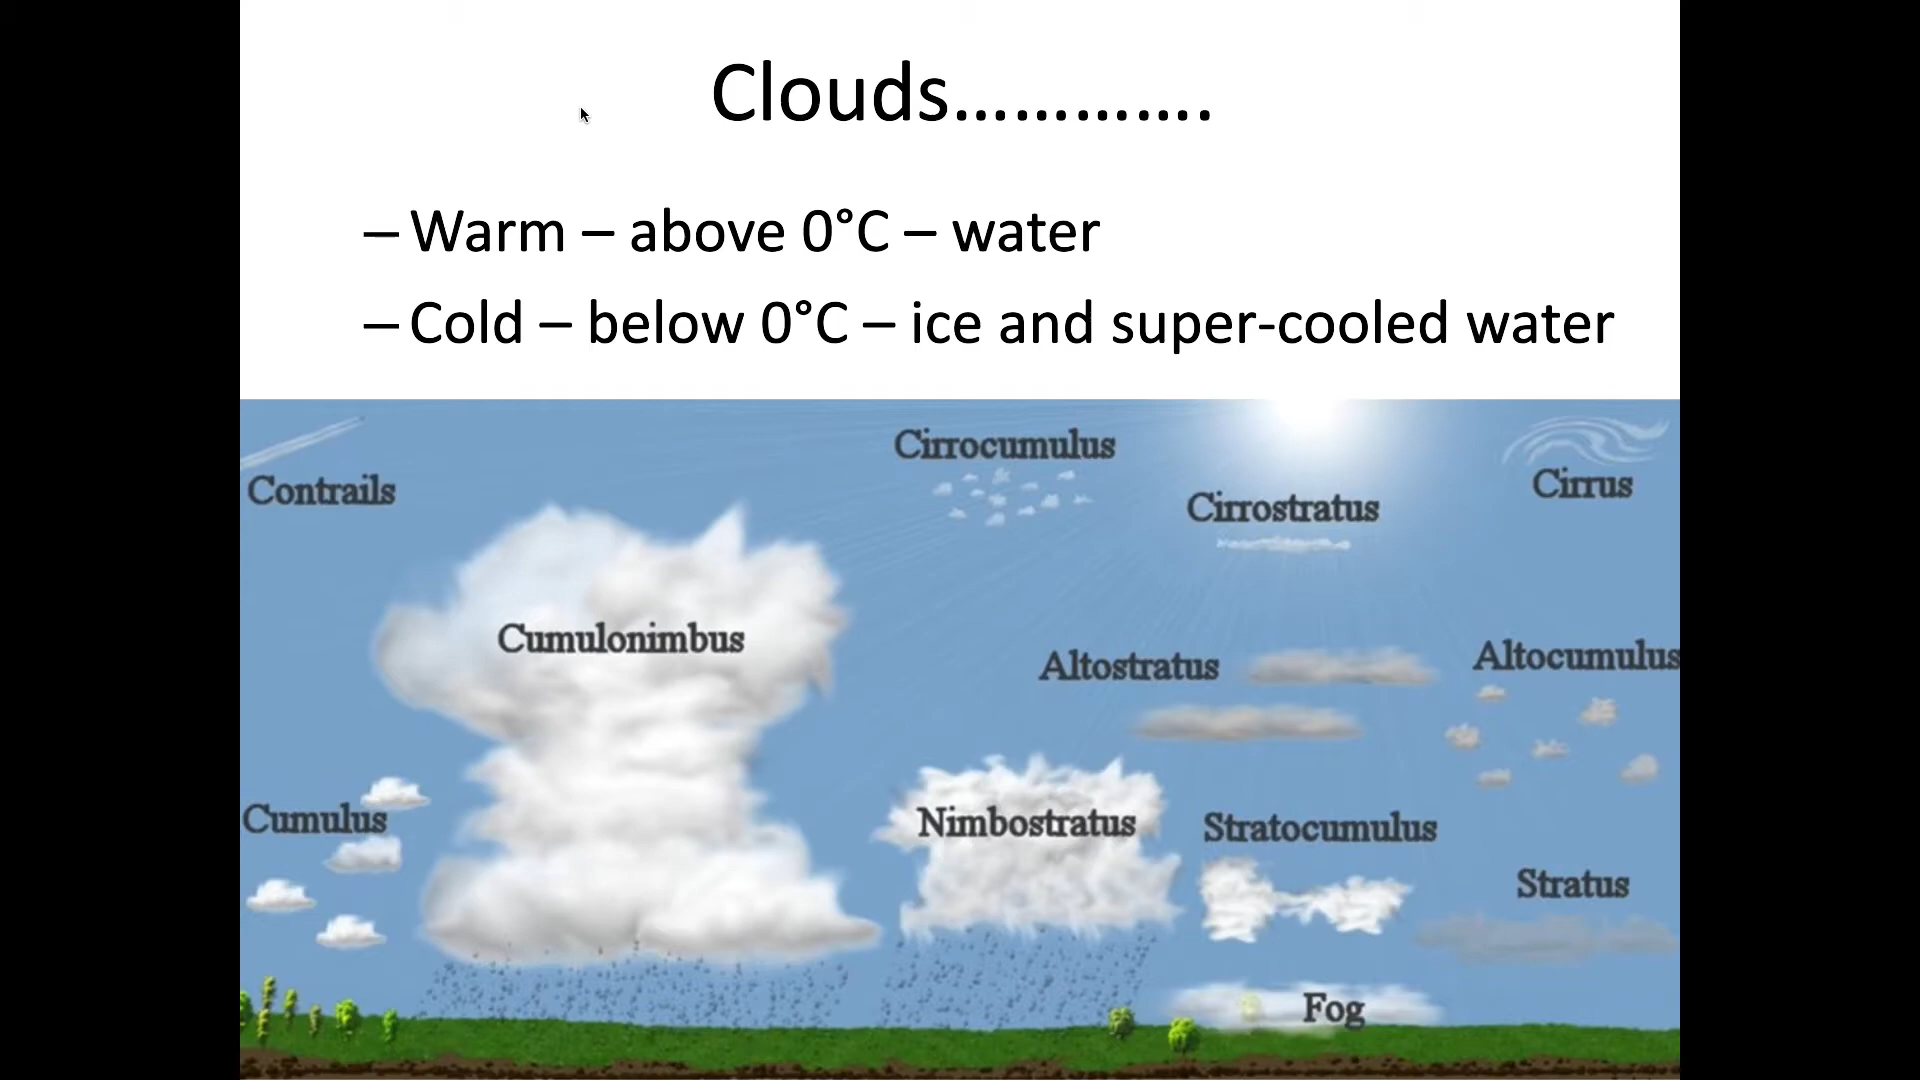 Clouds.............
– Warm – above 0°C – water
– Cold – below 0°C – ice and super-cooled water
Cirrocumulus
Contrails
Cirrostratus
Cirrus
Cumulonimbus
Altostratus
Altocumulus
Cumulus
Nimbostratus
Stratocumulus
Stratus
Fog